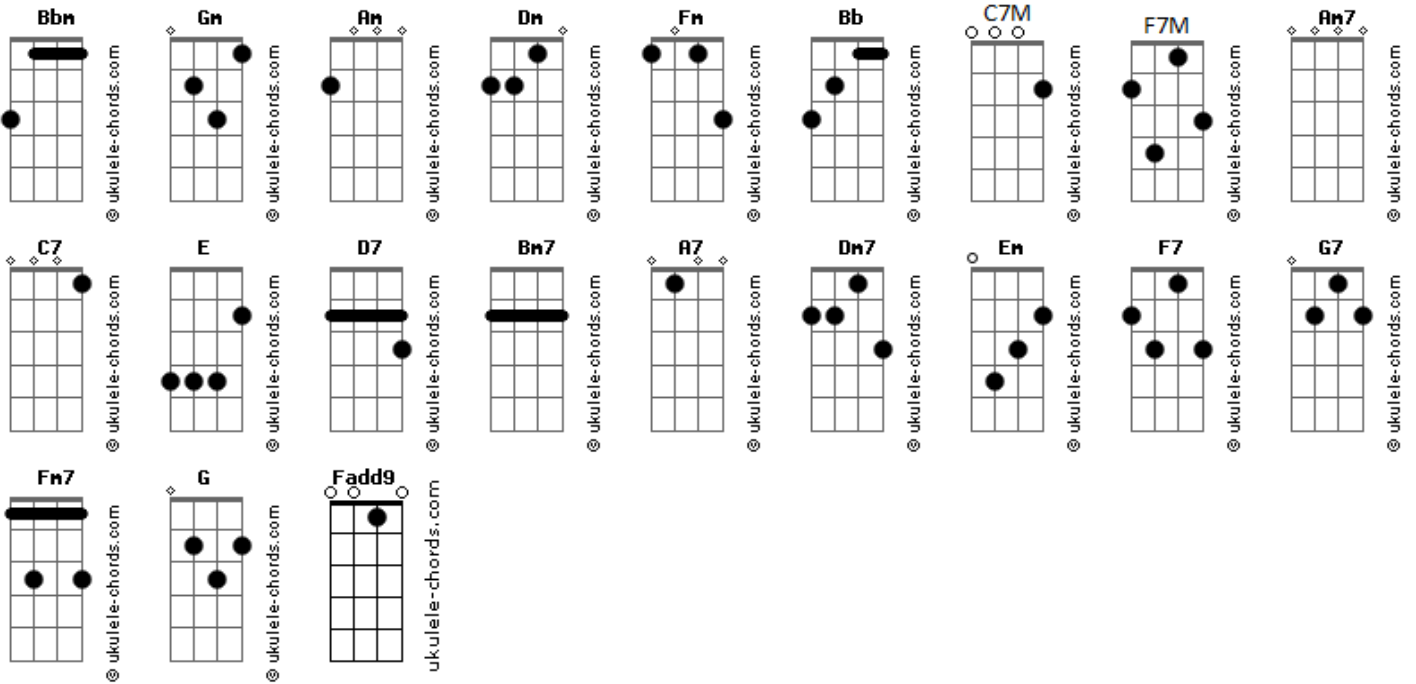 Bbm Gm Am Dm Fm Bb C7M F7M Am7
© ukulele-chords.com © ukulele-chords.com © ukulele-chords.com © ukulele-chords.com © ukulele-chords.com © ukulele-chords.com © ukulele-chords.com © ukulele-chords.com © ukulele-chords.com
C7 E D7 Bm7 A7 Dm7 Em F7 G7
© ukulele-chords.com © ukulele-chords.com © ukulele-chords.com © ukulele-chords.com © ukulele-chords.com © ukulele-chords.com © ukulele-chords.com © ukulele-chords.com © ukulele-chords.com
Fm7 G Fadd9
© ukulele-chords.com © ukulele-chords.com ukulele-chords.com